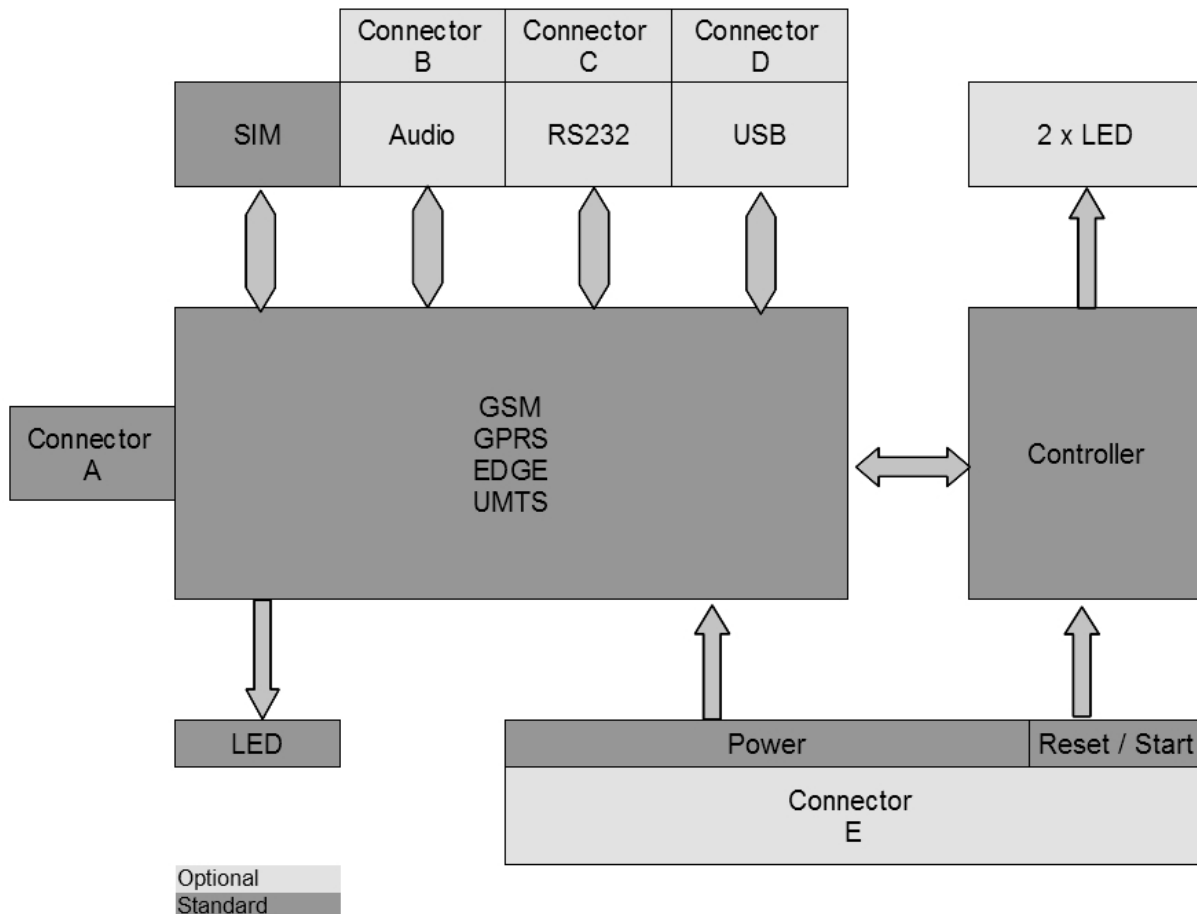 Connector
B
Connector
C
Connector
D
SIM
Audio
RS232
USB
2 x LED
GSM
GPRS
EDGE
UMTS
Connector
A
Controller
LED
Power
Reset / Start
Connector
E
Optional
Standard